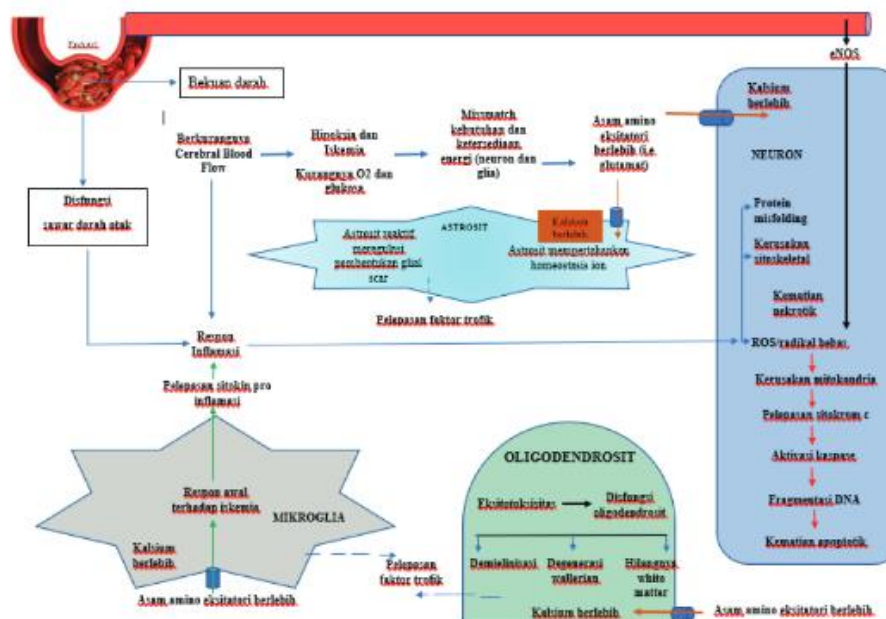 eNOS
Bekuan darah
Kalsium
berlebih
Berkurangnya
Cerebral Blood
Flow
Hipoksia dan
Iskemia
Kurangnya O2 dan
glukosa
Missmatch
kebutuhan dan
ketersediaan
energi (neuron dan
glia)
Asam amino
eksitatori
berlebih (i.e
glutamat)
NEURON
Disfungsi
sawar darah otak
Astrosit reaktif
meregulasi
pembentukan glial
scar
ASTROSIT
Kalsium
berlebih
Astrosit mempertahankan
homeostasis ion
Protein
misfolding
Kerusakan
sitoskeletal
Kematian
nekrotik
Pelepasan faktor trofik
Respon
Inflamasi
ROS/radikal bebas
Kerusakan mitokondria
Pelepasan sitokrom c
Aktivasi kaspase
Fragmentasi DNA
Kematian apoptotik
Pelepasan sitokin pro
inflamasi
Respon awal
terhadap iskemia
MIKROGLIA
Kalsium
berlebih
Asam amino eksitatori berlebih
Pelepasan
faktor trofik
OLIGODENDROSIT
Eksitotoksisitas
Disfungsi
oligodendrosit
Demielinisasi
Degenerasi
wallerian
Hilangnya
white
matter
Kalsium berlebih
Asam amino eksitatori berlebih